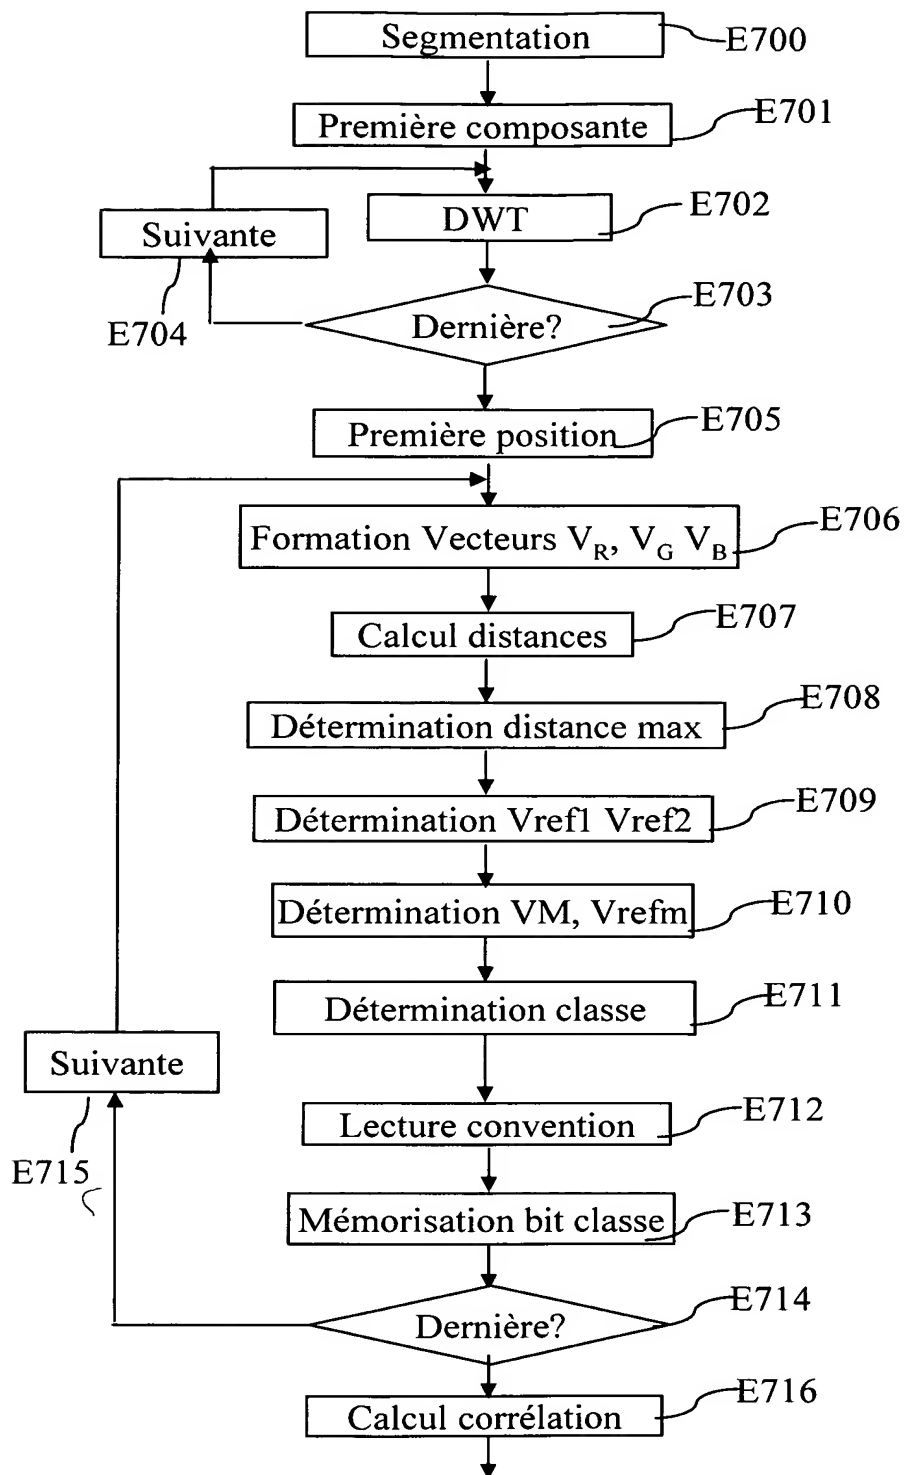 Segmentation
E700
Première composante
E701
DWT
E702
Suivante
E704
Dernière?
E703
Première position
E705
Formation Vecteurs V_R, V_G V_B
E706
Calcul distances
E707
Détermination distance max
E708
Détermination Vref1 Vref2
E709
Détermination VM, Vrefm
E710
Détermination classe
E711
Suivante
E715
Lecture convention
E712
Mémorisation bit classe
E713
Dernière?
E714
Calcul corrélation
E716